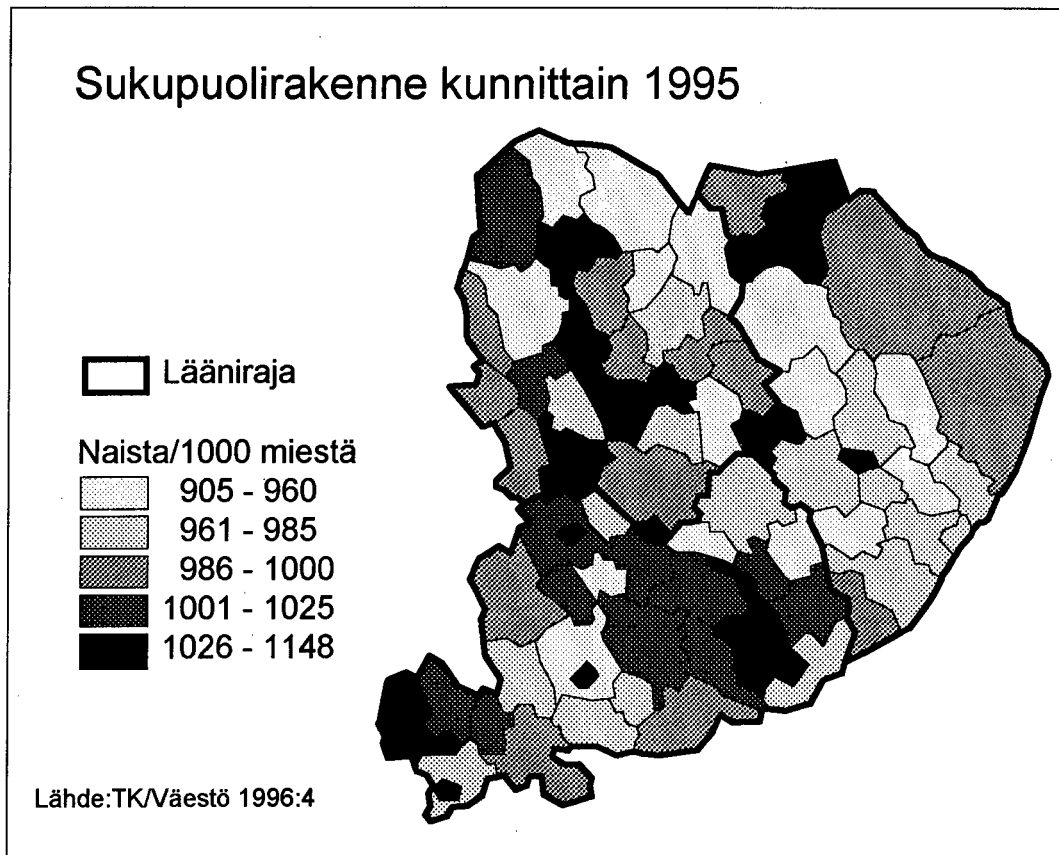 Sukupuolirakenne kunnittain 1995
Lääniraja
Naista/1000 miestä
905 - 960
961 - 985
986 - 1000
1001 - 1025
1026 - 1148
Lähde:TK/Väestö 1996:4